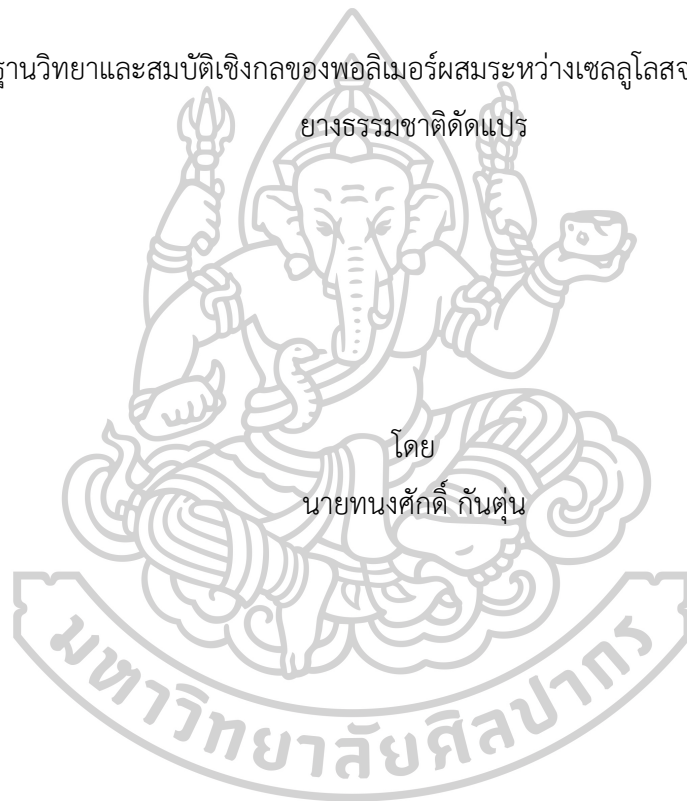 ฐานวิทยาและสมบัติเชิงกลของพอลิเมอร์ผสมระหว่างเซลลูโลสจ
ยางธรรมชาติดัดแปร
โดย
นายทนงศักดิ์ กันตุ่น
มหาวิทยาลัยศิลปากร